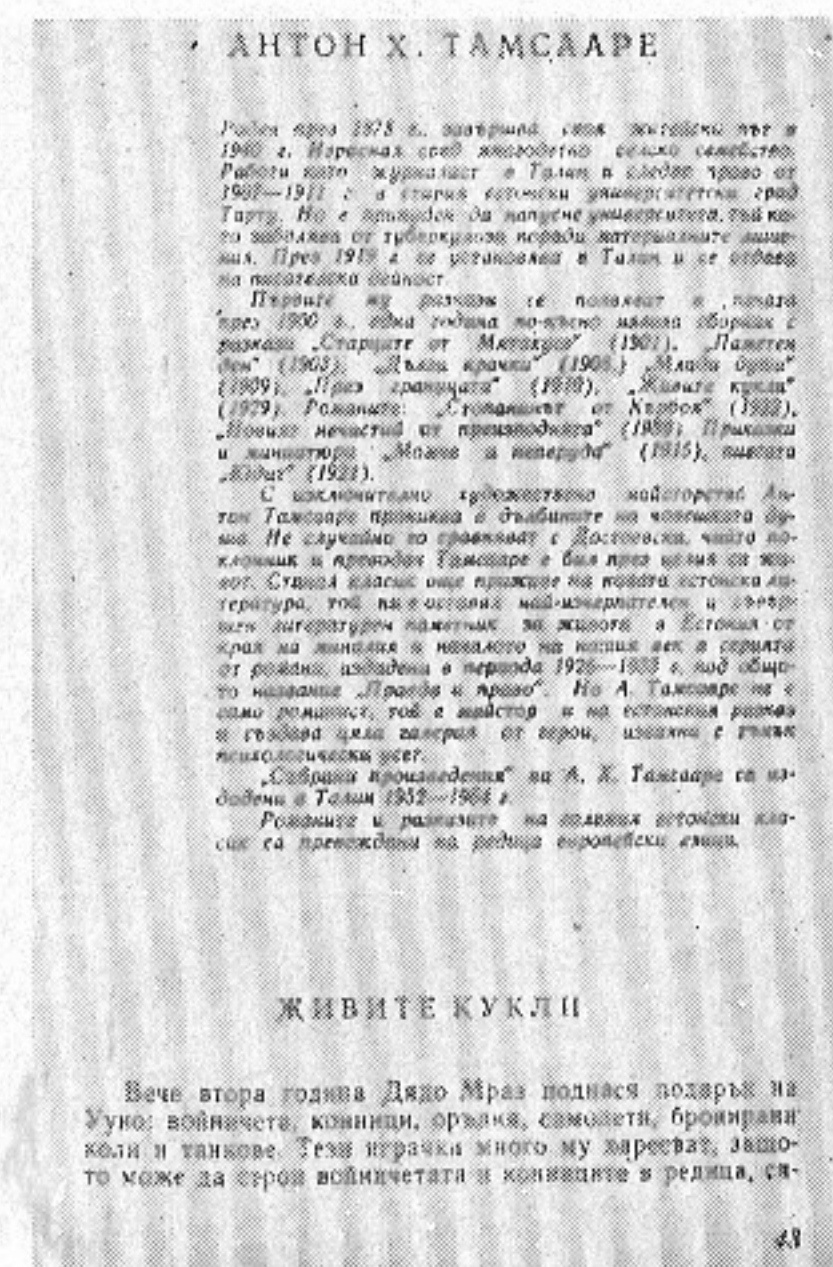 АНТОН Х. ТАМСААРЕ
Роден през 1878 г., завършва своя житейски път в
1940 г. Израснал сред многодетно селско семейство.
Работи като журналист в Талин и следва право от
1907—1911 г. в стария естонски университетски град
Тарту. Но е принуден да напусне университета, тъй ка-
то заболява от туберкулоза поради материалните лише-
ния. През 1919 г. се установява в Талин и се отдава
на писателска дейност.
Първите му разкази се появяват в печата
през 1900 г., една година по-късно излиза сборник с
разкази „Старците от" (1901), „Паметен
ден" (1903), „Дълги крачки" (1908.) „Млади души"
(1909), „През границата" (1910), „Живите кукли"
(1929). Романите: „Стопанинът от Кърбоя" (1922),
„Новият нечистия от преизподнята" (1939) Приказки
и миниатюри „Момче и пеперуда" (1915), пиесата
„Юдит" (1921).
С изключително художествено майсторство Ан-
тон Тамсааре прониква в дълбините на човешката ду-
ша. Не случайно го сравняват с Достоевски, чийто по-
клонник и преводач Тамсааре е бил през целия си жи-
вот. Станал класик още приживе на новата естонска ли-
тература, той ни е оставил най-изчерпателен и съвър-
шен литературен паметник за живота в Естония от
края на миналия и началото на нашия век в серията
от романи, издадени в периода 1926—1933 г. под общо-
то название „Правда и право". Но А. Тамсааре не е
само романист, той е майстор и на естонския разказ
и създава цяла галерия от герои, изваяни с тънък
психологически усет.
„Събрани произведения" на А. Х. Тамсааре са из-
дадени в Талин 1952—1964 г.
Романите и разказите на големия естонски кла-
сик са превеждани на редица европейски езици.
ЖИВИТЕ КУКЛИ
Вече втора година Дядо Мраз поднася подарък на
Ууно: войничета, конници, оръдия, самолети, бронирани
коли и танкове. Тези играчки много му харесват, защо-
то може да строи войничетата и конниците в редица, ся-
43